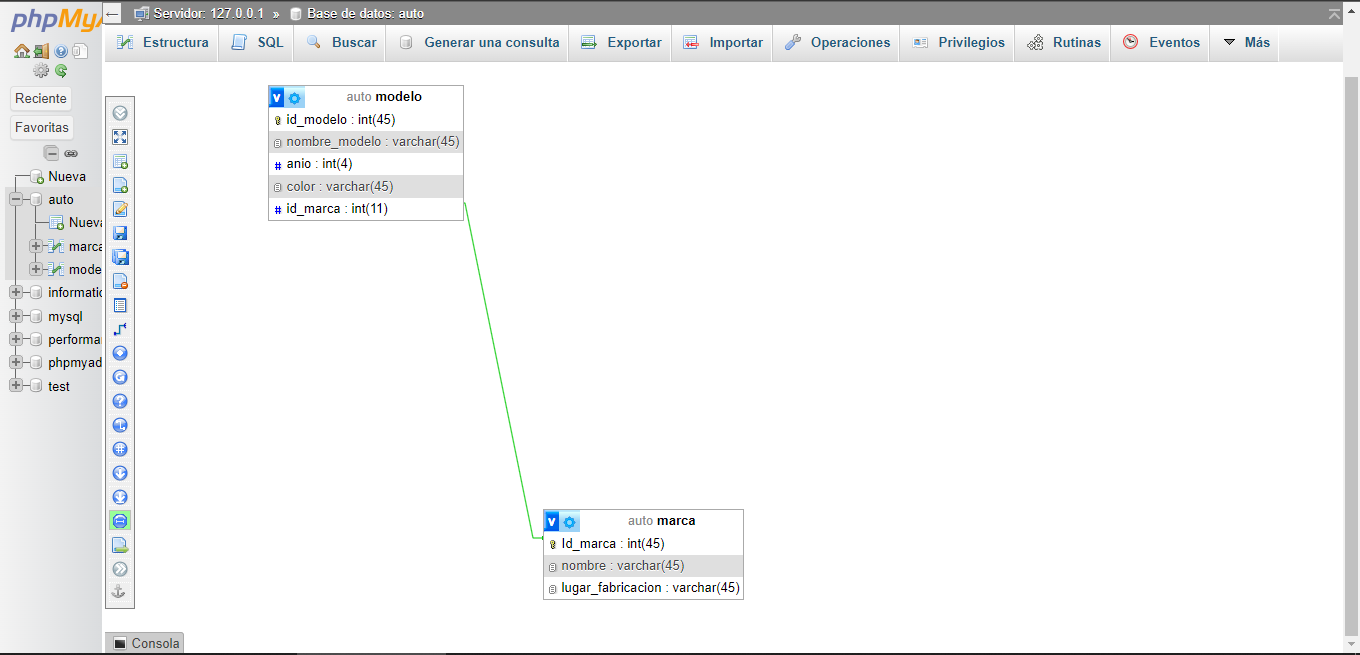 phpMyA
Servidor: 127.0.0.1 » Base de datos: auto
Estructura SQL Buscar Generar una consulta Exportar Importar Operaciones Privilegios Rutinas Eventos Más
Reciente
Favoritas
Nueva
auto
Nueva
marca
mode
informatic
mysql
performa
phpmyad
test
v auto modelo
id_modelo : int(45)
nombre_modelo : varchar(45)
# anio : int(4)
color : varchar(45)
# id_marca : int(11)
v auto marca
Id_marca : int(45)
nombre : varchar(45)
lugar_fabricacion : varchar(45)
Consola